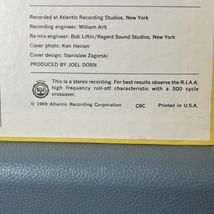 Recorded at Atlantic Recording Studios, New York
Recording engineer: William Arlt
Re-mix engineer: Bob Liftin/Regent Sound Studios, New York
Cover photo: Ken Heinen
Cover design: Stanislaw Zagorski
PRODUCED BY JOEL DORN
This is a stereo recording. For best results observe the R.I.A.A.
high frequency roll-off characteristic with a 500 cycle
crossover.
© 1969 Atlantic Recording Corporation CRC Printed in U.S.A.